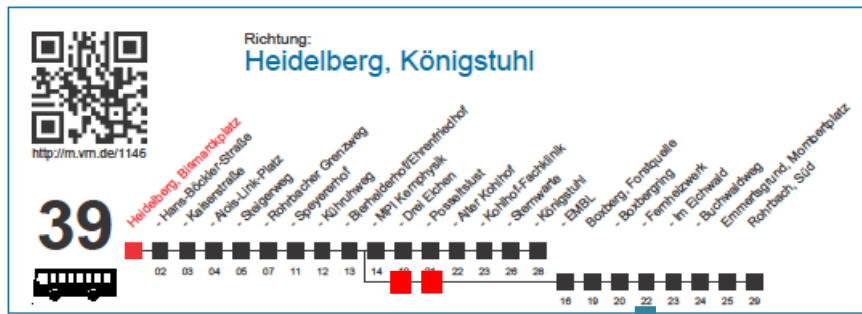 Richtung:
Heidelberg, Königstuhl
http://m.vrn.de/1146
39
Heidelberg, Bismarckplatz
- Hans-Böckler-Straße
- Kaiserstraße
- Alois-Link-Platz
- Steigerweg
- Rohrbacher Grenzweg
- Speyererhof
- Kühruhweg
- Bierhelderhof/Ehrenfriedhof
- MPI Kernphysik
- Drei Eichen
- Posseltslust
- Alter Kohlhof
- Kohlhof-Fachklinik
- Sternwarte
- Königstuhl
- EMBL
Boxberg, Forstquelle
- Boxbergring
- Fernheizwerk
- Im Eichwald
- Buchwaldweg
Emmertsgrund, Mombertplatz
Rohrbach, Süd
02 03 04 05 07 11 12 13 14 22 23 26 28
16 19 20 22 23 24 25 29